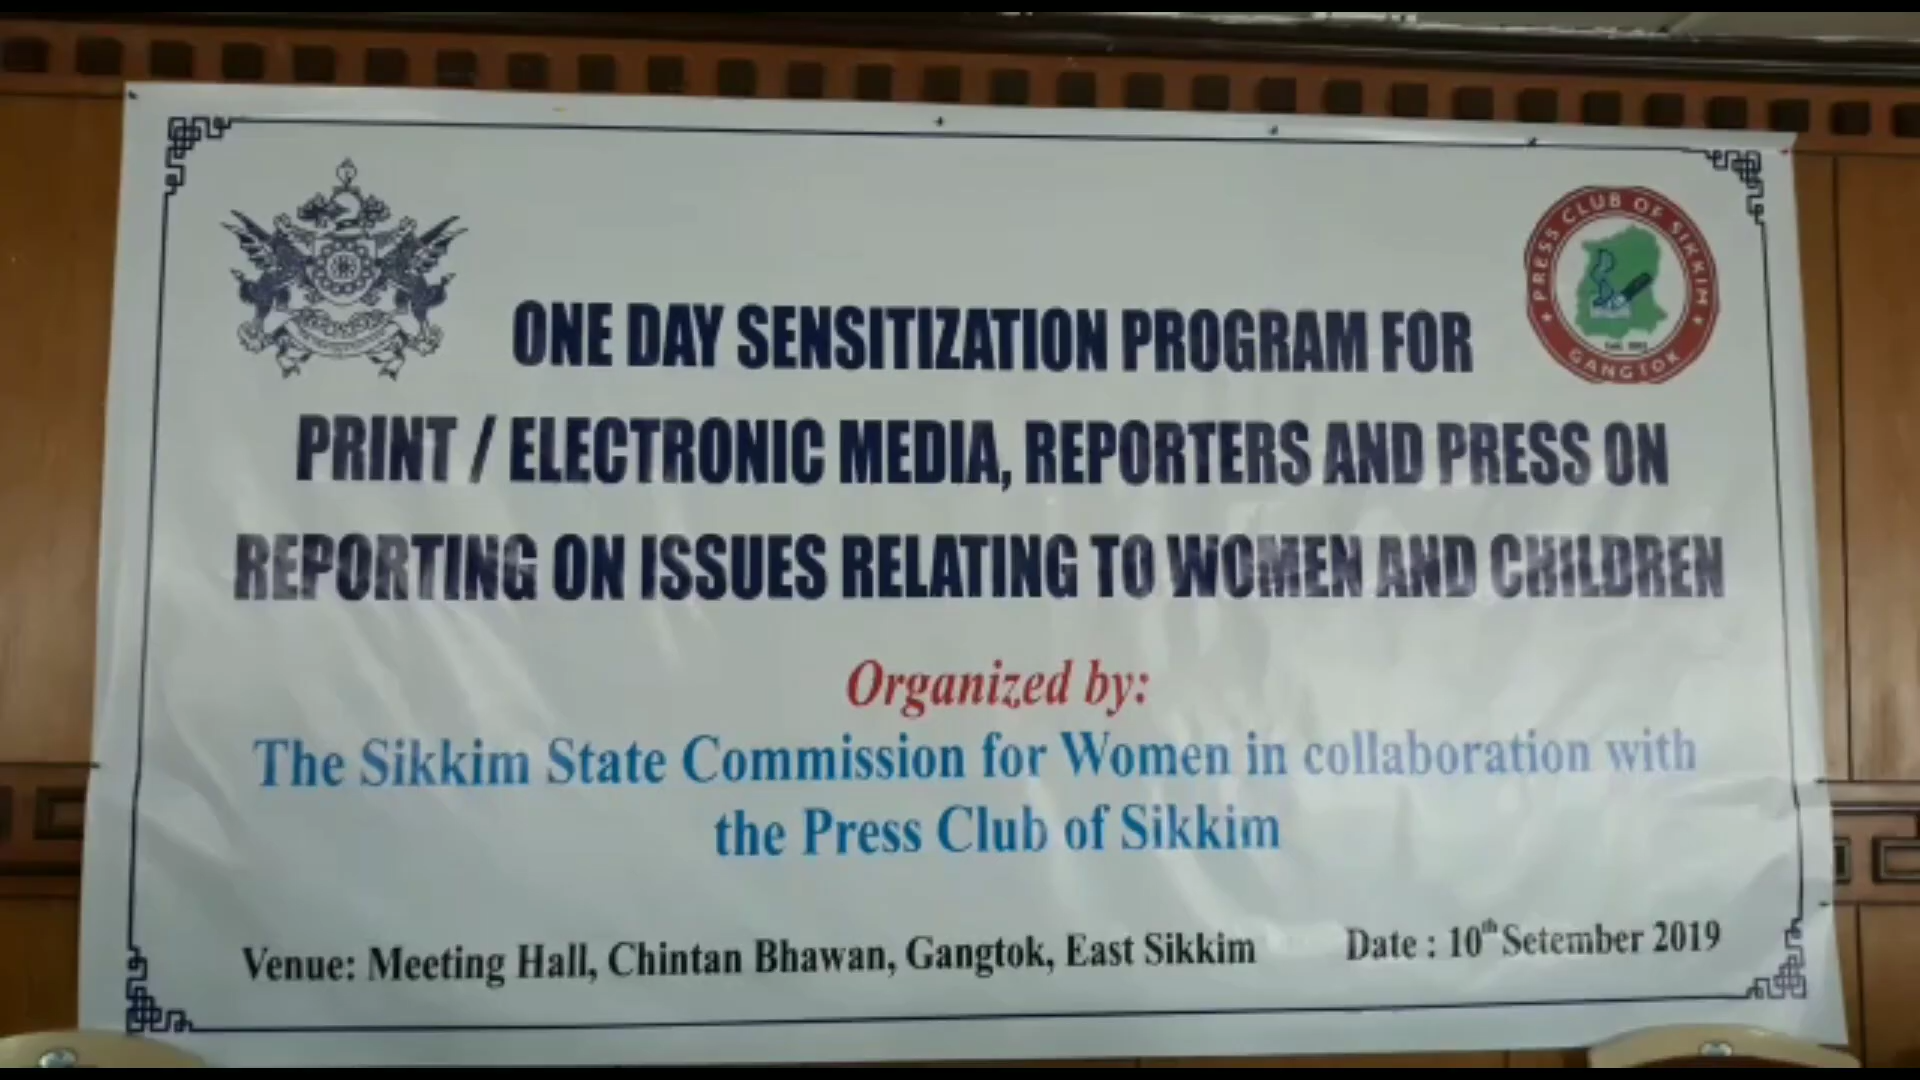 PRESS CLUB OF SIKKIM
GANGTOK
ONE DAY SENSITIZATION PROGRAM FOR
PRINT / ELECTRONIC MEDIA, REPORTERS AND PRESS ON
REPORTING ON ISSUES RELATING TO WOMEN AND CHILDREN
Organized by:
The Sikkim State Commission for Women in collaboration with
the Press Club of Sikkim
Venue: Meeting Hall, Chintan Bhawan, Gangtok, East Sikkim Date : 10th Setember 2019